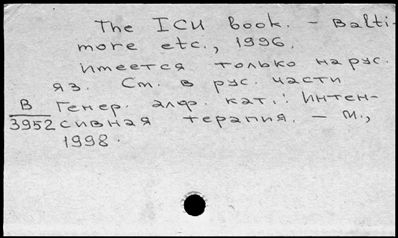 The ICU book. - Balti-
more etc., 1996.
Имеется только на рус.
яз. См. в рус. части
Генер. алф. кат.: Интен-
В
3952
сивная терапия. - М.,
1998.